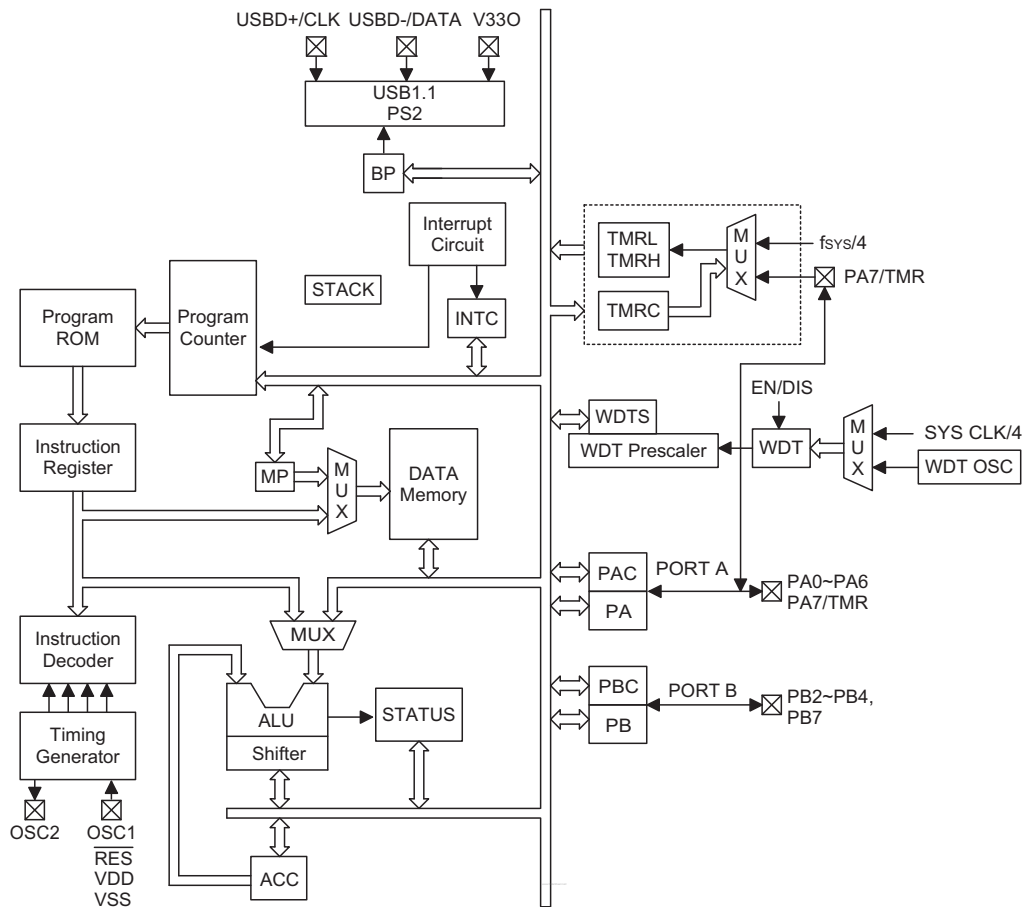 USBD+/CLK USBD-/DATA V33O
USB1.1
PS2
BP
Interrupt
Circuit
STACK
INTC
Program
ROM
Program
Counter
TMRL
TMRH
TMRC
M
U
X
fSYS/4
PA7/TMR
EN/DIS
WDTS
WDT Prescaler
WDT
M
U
X
SYS CLK/4
WDT OSC
Instruction
Register
MP
M
U
X
DATA
Memory
PAC
PA
PORT A
PA0~PA6
PA7/TMR
Instruction
Decoder
MUX
ALU
Shifter
STATUS
PBC
PB
PORT B
PB2~PB4,
PB7
Timing
Generator
OSC2
OSC1
RES
VDD
VSS
ACC